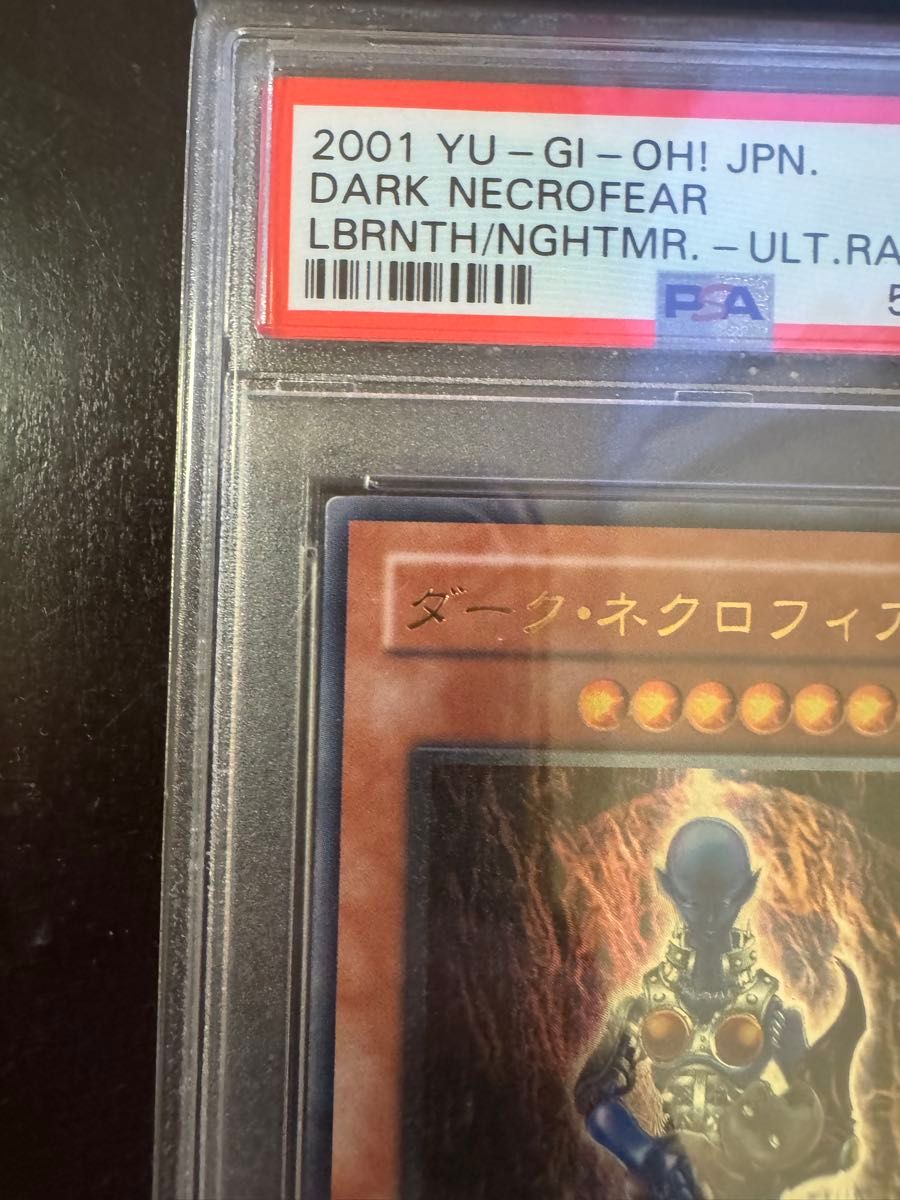 2001 YU-GI-OH! JPN.
DARK NECROFEAR
LBRNTH/NGHTMR.-ULT.RA
PSA
5
ダーク・ネクロフィア